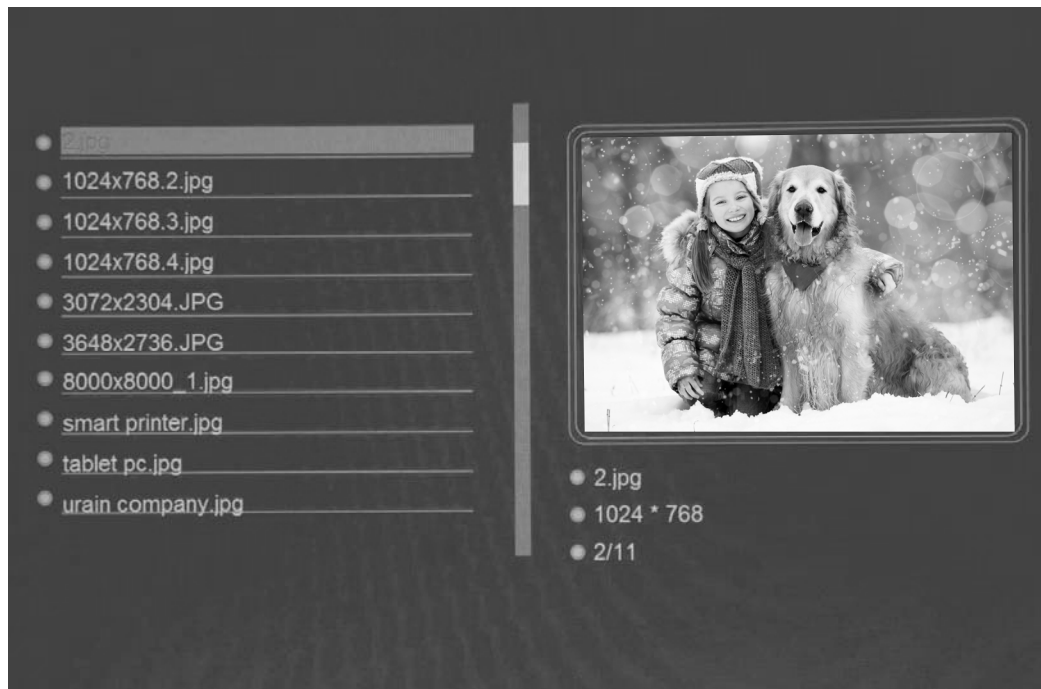 2.jpg
1024x768.2.jpg
1024x768.3.jpg
1024x768.4.jpg
3072x2304.JPG
3648x2736.JPG
8000x8000_1.jpg
smart printer.jpg
tablet pc.jpg
urain company.jpg
2.jpg
1024 * 768
2/11